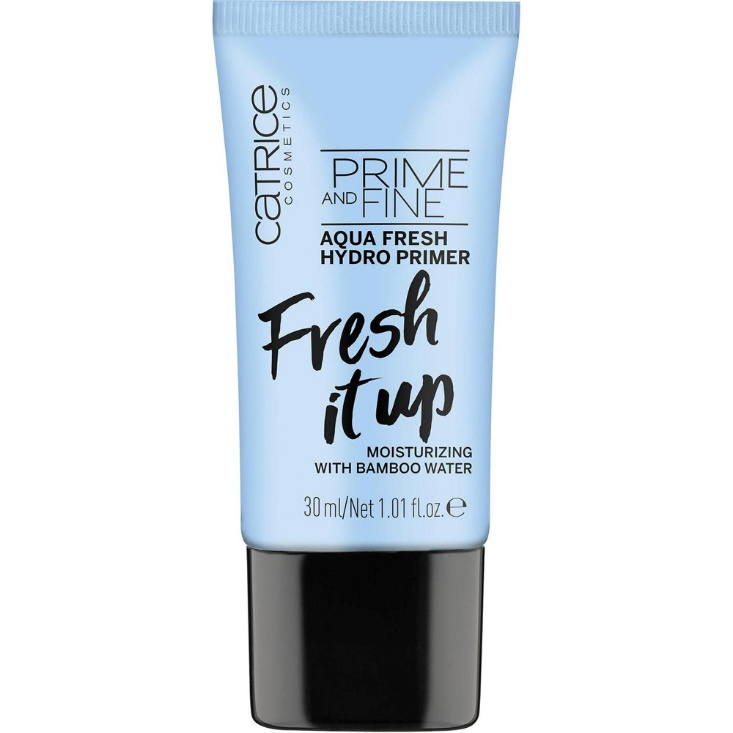 CATRICE
COSMETICS
PRIME
AND FINE
AQUA FRESH
HYDRO PRIMER
Fresh
it up
MOISTURIZING
WITH BAMBOO WATER
30 ml/Net 1.01 fl.oz. ℮